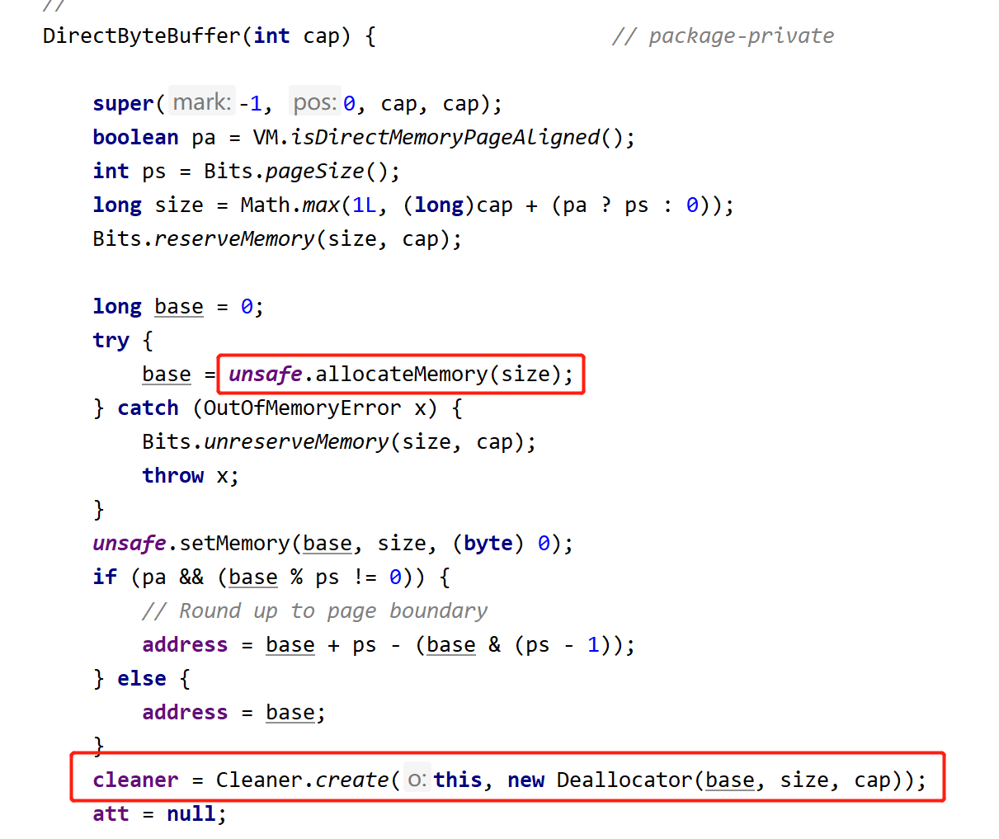 //
DirectByteBuffer(int cap) {                   // package-private
    super(mark: -1, pos: 0, cap, cap);
    boolean pa = VM.isDirectMemoryPageAligned();
    int ps = Bits.pageSize();
    long size = Math.max(1L, (long)cap + (pa ? ps : 0));
    Bits.reserveMemory(size, cap);
    long base = 0;
    try {
        base = unsafe.allocateMemory(size);
    } catch (OutOfMemoryError x) {
        Bits.unreserveMemory(size, cap);
        throw x;
    }
    unsafe.setMemory(base, size, (byte) 0);
    if (pa && (base % ps != 0)) {
        // Round up to page boundary
        address = base + ps - (base & (ps - 1));
    } else {
        address = base;
    }
    cleaner = Cleaner.create( o: this, new Deallocator(base, size, cap));
    att = null;